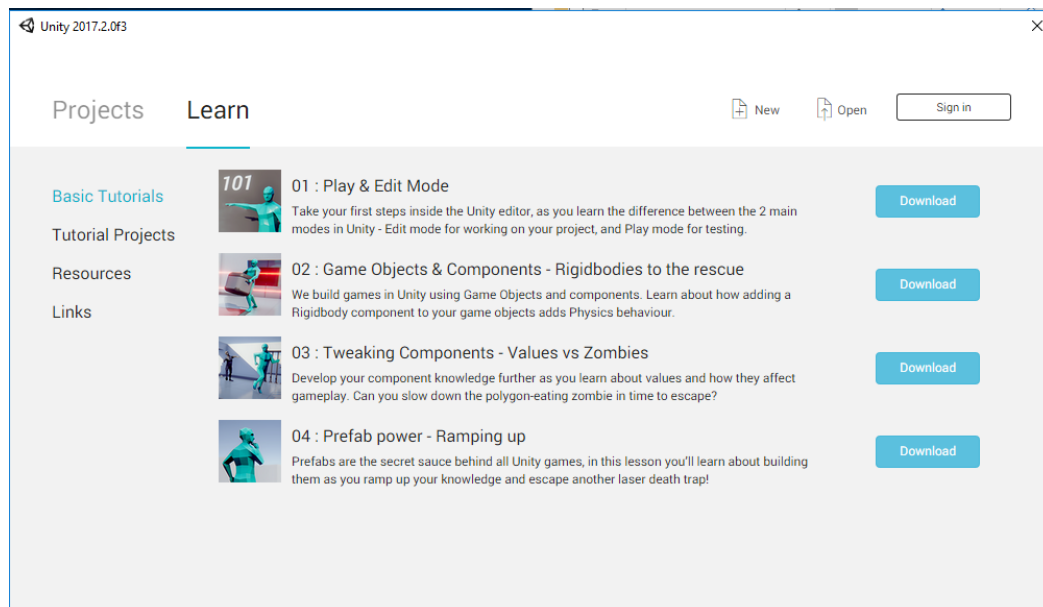 Unity 2017.2.0f3
Projects
Learn
New
Open
Sign in
Basic Tutorials
Tutorial Projects
Resources
Links
101
01 : Play & Edit Mode
Take your first steps inside the Unity editor, as you learn the difference between the 2 main
modes in Unity - Edit mode for working on your project, and Play mode for testing.
Download
02 : Game Objects & Components - Rigidbodies to the rescue
We build games in Unity using Game Objects and components. Learn about how adding a
Rigidbody component to your game objects adds Physics behaviour.
Download
03 : Tweaking Components - Values vs Zombies
Develop your component knowledge further as you learn about values and how they affect
gameplay. Can you slow down the polygon-eating zombie in time to escape?
Download
04 : Prefab power - Ramping up
Prefabs are the secret sauce behind all Unity games, in this lesson you'll learn about building
them as you ramp up your knowledge and escape another laser death trap!
Download